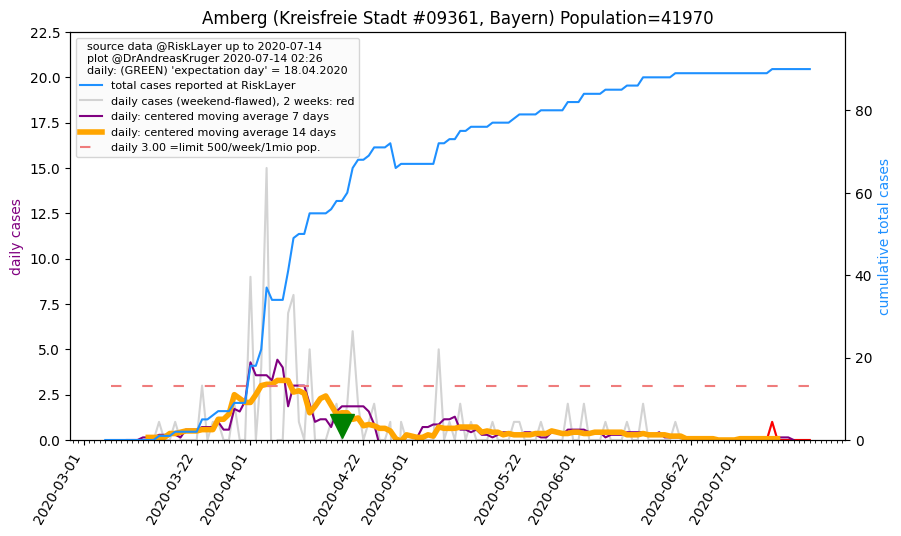 Amberg (Kreisfreie Stadt #09361, Bayern) Population=41970
source data @RiskLayer up to 2020-07-14
plot @DrAndreasKruger 2020-07-14 02:26
daily: (GREEN) 'expectation day' = 18.04.2020
total cases reported at RiskLayer
daily cases (weekend-flawed), 2 weeks: red
daily: centered moving average 7 days
daily: centered moving average 14 days
daily 3.00 =limit 500/week/1mio pop.
daily cases
22.5
20.0
17.5
15.0
12.5
10.0
7.5
5.0
2.5
0.0
cumulative total cases
80
60
40
20
0
2020-03-01
2020-03-22
2020-04-01
2020-04-22
2020-05-01
2020-05-22
2020-06-01
2020-06-22
2020-07-01